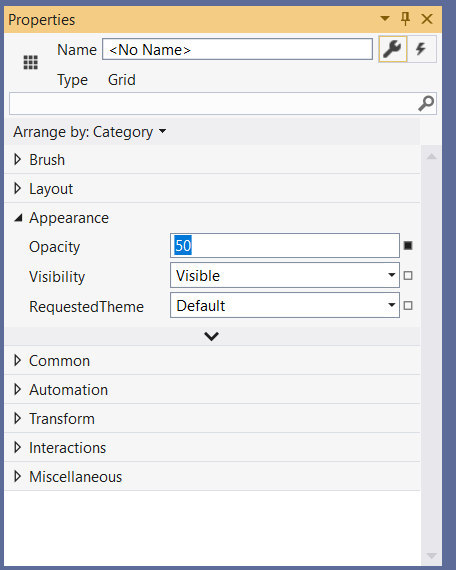 Properties
Name <No Name>
Type Grid
Arrange by: Category
Brush
Layout
Appearance
Opacity 50
Visibility Visible
RequestedTheme Default
Common
Automation
Transform
Interactions
Miscellaneous